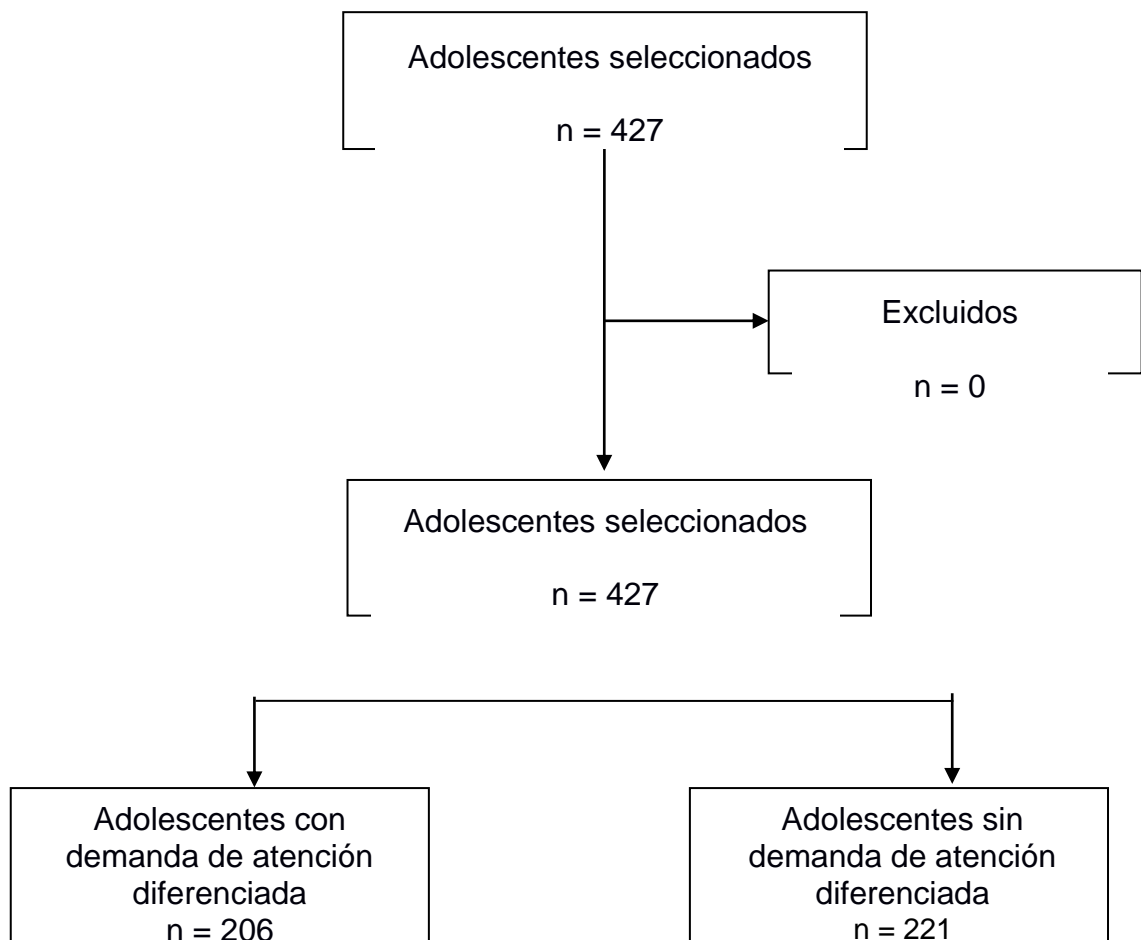 Adolescentes seleccionados
n = 427
Excluidos
n = 0
Adolescentes seleccionados
n = 427
Adolescentes con
demanda de atención
diferenciada
n = 206
Adolescentes sin
demanda de atención
diferenciada
n = 221